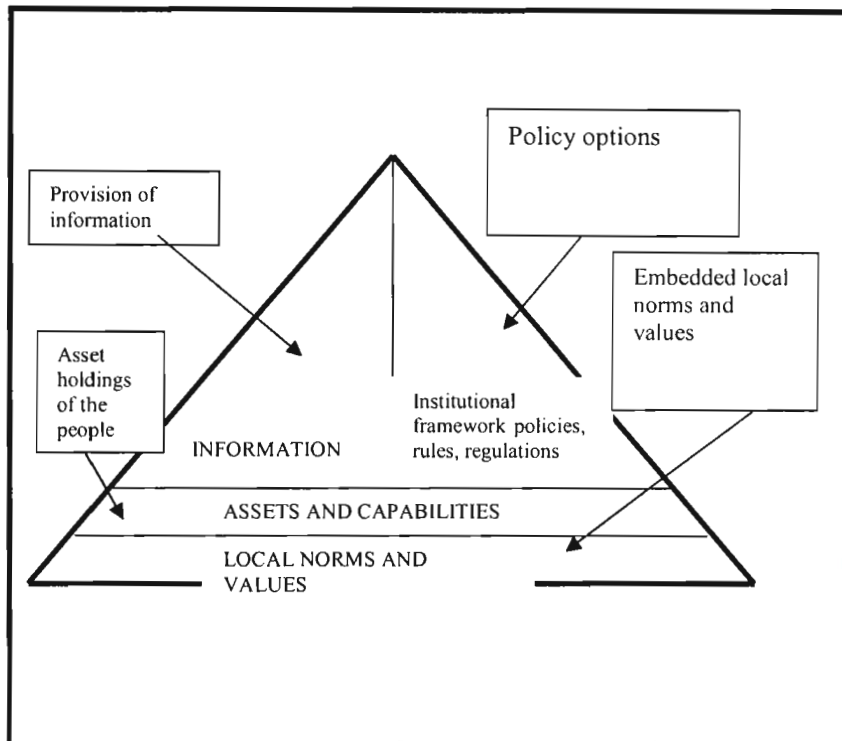 Policy options
Provision of
information
Embedded local
norms and
values
Asset
holdings
of the
people
Institutional
framework policies,
rules, regulations
INFORMATION
ASSETS AND CAPABILITIES
LOCAL NORMS AND
VALUES